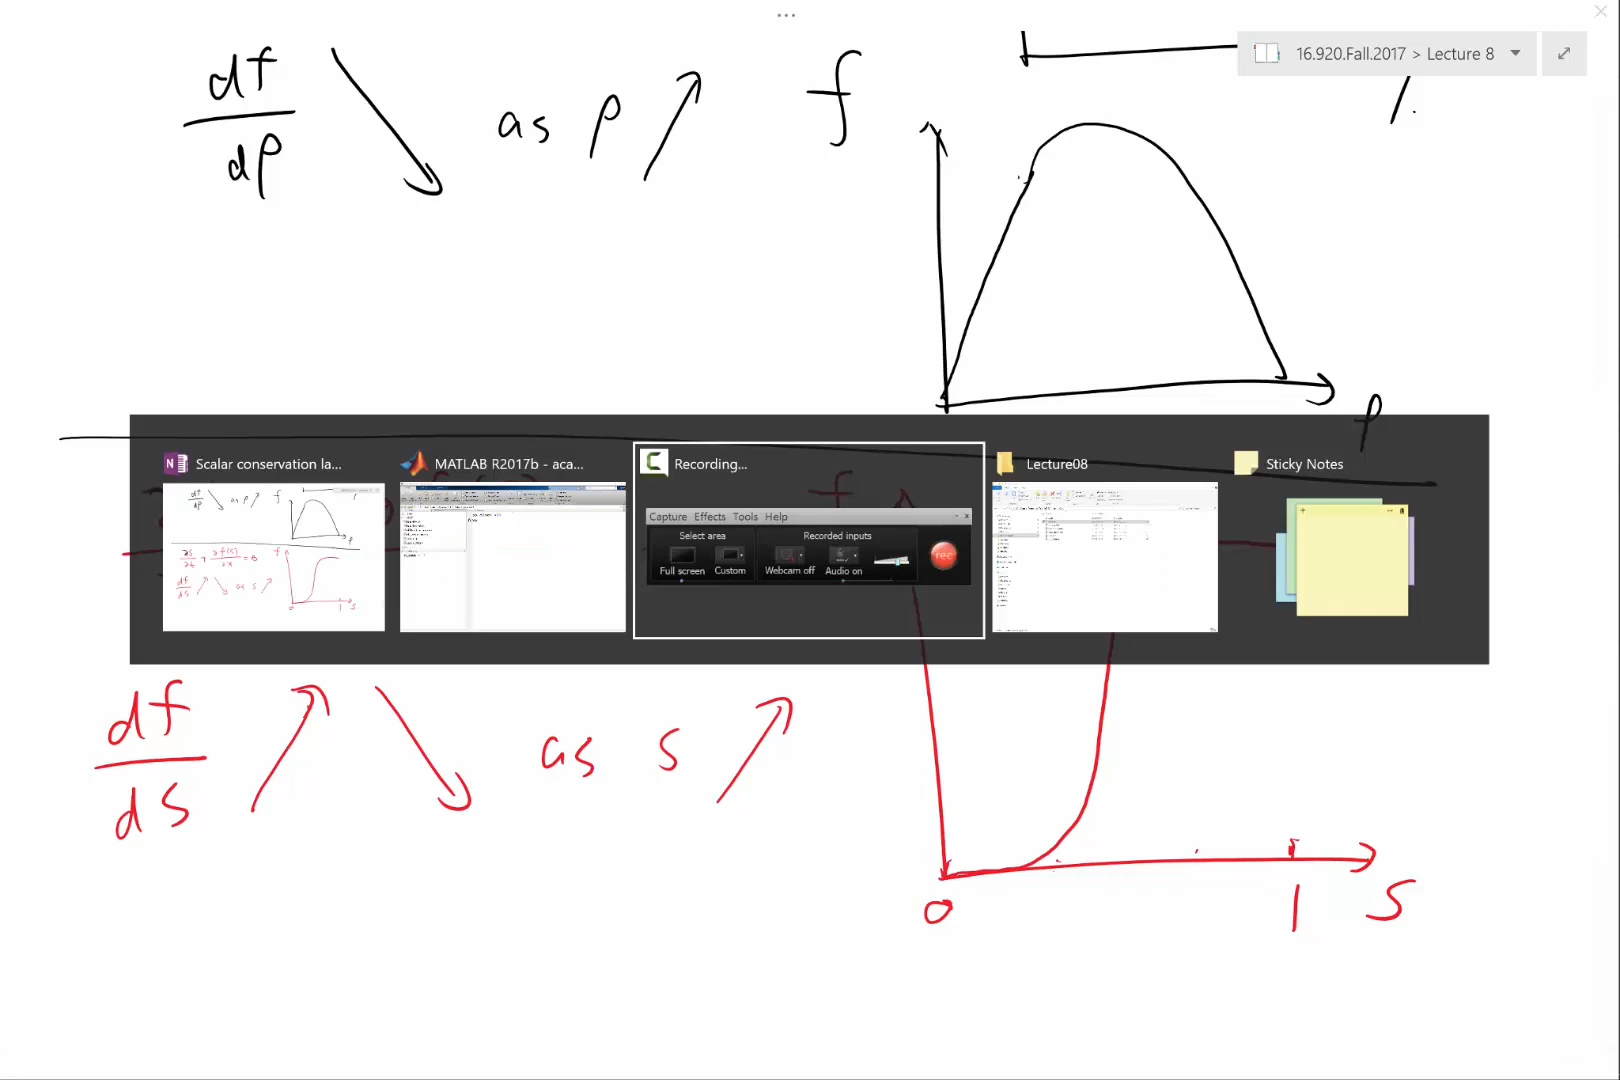 ...
16.920.Fall.2017 > Lecture 8
df
dρ
as ρ
f
ρ
Scalar conservation la...
MATLAB R2017b - aca...
Recording...
Lecture08
Sticky Notes
Capture Effects Tools Help
Select area
Recorded inputs
Full screen
Custom
Webcam off
Audio on
rec
f
df
ds
as s
0
1
S